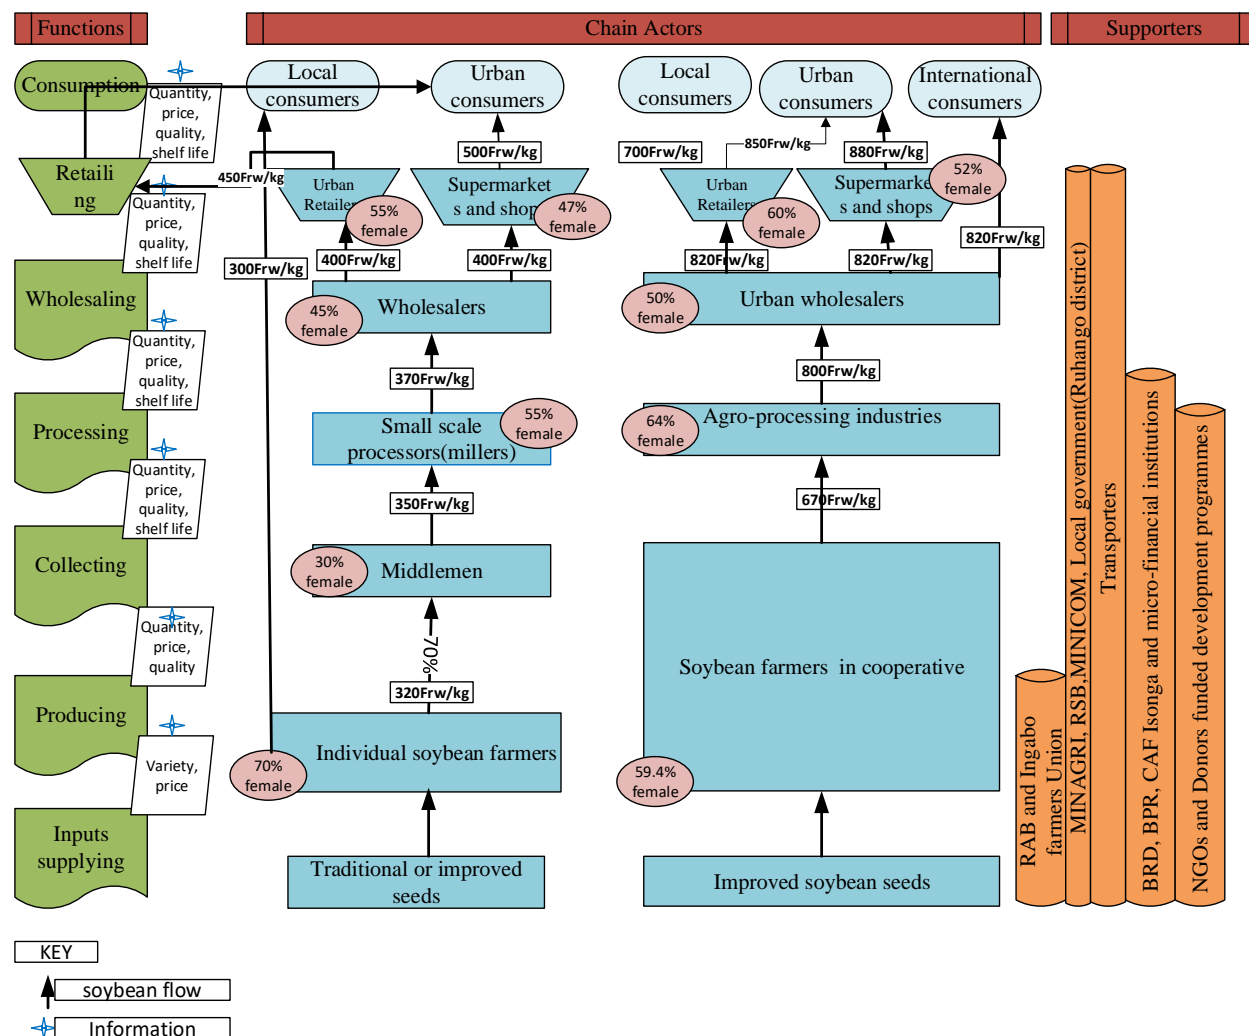 Functions
Chain Actors
Supporters
Consumption
Quantity,
price,
quality,
shelf life
Local
consumers
Urban
consumers
Local
consumers
Urban
consumers
International
consumers
500Frw/kg
700Frw/kg
850Frw/kg
880Frw/kg
Retaili
ng
450Frw/kg
Urban
Retailer
55%
female
Supermarket
s and shop
47%
female
Urban
Retailers
60%
female
Supermarke
s and shops
52%
female
Quantity,
price,
quality,
shelf life
300Frw/kg
400Frw/kg
400Frw/kg
820Frw/kg
820Frw/kg
820Frw/kg
Wholesaling
Wholesalers
45%
female
Urban wholesalers
50%
female
Quantity,
price,
quality,
shelf life
370Frw/kg
800Frw/kg
Processing
Small scale
processors(millers)
55%
female
Agro-processing industries
64%
female
Quantity,
price,
quality,
shelf life
350Frw/kg
670Frw/kg
Collecting
Middlemen
30%
female
Quantity,
price,
quality
70%
320Frw/kg
Soybean farmers in cooperative
59.4%
female
Producing
Individual soybean farmers
70%
female
Variety,
price
Inputs
supplying
Traditional or improved
seeds
Improved soybean seeds
RAB and Ingabo
farmers Union
MINAGRI, RSB,MINICOM, Local government(Ruhango district)
Transporters
BRD, BPR, CAF Isonga and micro-financial institutions
NGOs and Donors funded development programmes
KEY
soybean flow
Information